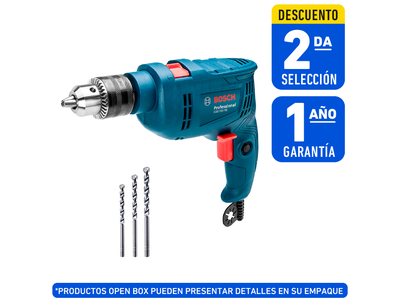 DESCUENTO
2DA
SELECCIÓN
1 AÑO
GARANTÍA
BOSCH
Professional
*PRODUCTOS OPEN BOX PUEDEN PRESENTAR DETALLES EN SU EMPAQUE